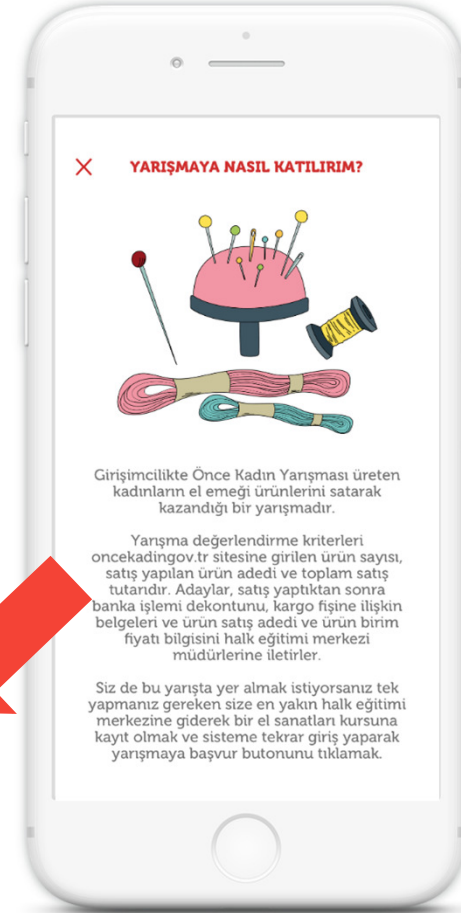 YARIŞMAYA NASIL KATILIRIM?
Girişimcilikte Önce Kadın Yarışması üreten
kadınların el emeği ürünlerini satarak
kazandığı bir yarışmadır.
Yarışma değerlendirme kriterleri
oncekadingov.tr sitesine girilen ürün sayısı,
satış yapılan ürün adedi ve toplam satış
tutarıdır. Adaylar, satış yaptıktan sonra
banka işlemi dekontunu, kargo fişine ilişkin
belgeleri ve ürün satış adedi ve ürün birim
fiyatı bilgisini halk eğitimi merkezi
müdürlerine iletirler.
Siz de bu yarışta yer almak istiyorsanız tek
yapmanız gereken size en yakın halk eğitimi
merkezine giderek bir el sanatları kursuna
kayıt olmak ve sisteme tekrar giriş yaparak
yarışmaya başvur butonunu tıklamak.